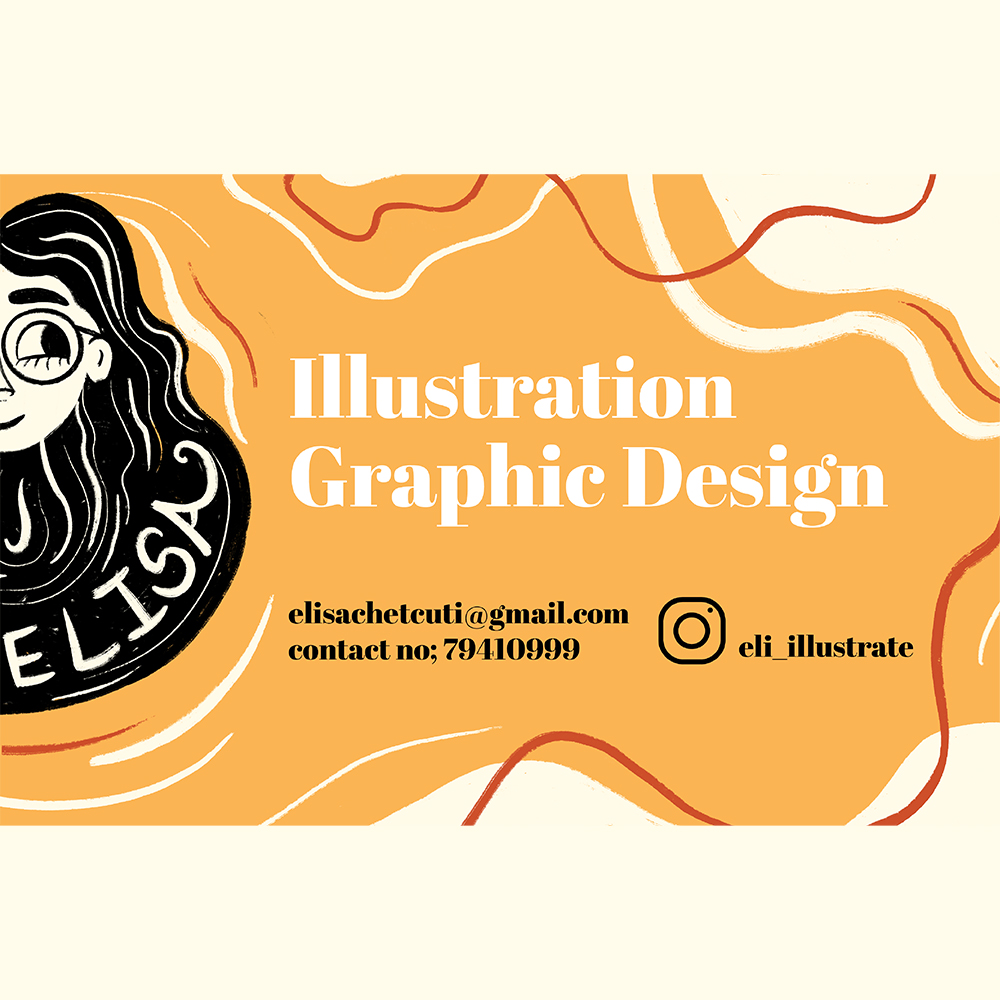 ELISA
Illustration
Graphic Design
elisachetcuti@gmail.com
contact no; 79410999
eli_illustrate